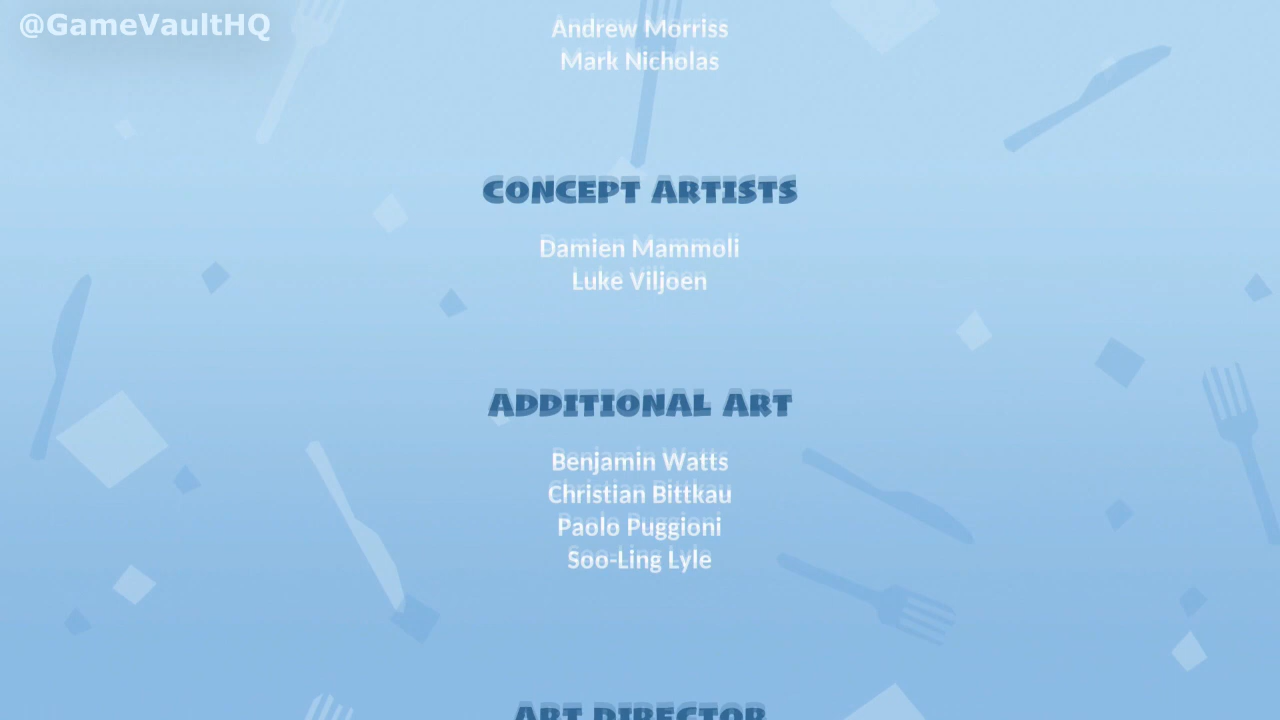 @GameVaultHQ
Andrew Morriss
Mark Nicholas
CONCEPT ARTISTS
Damien Mammoli
Luke Viljoen
ADDITIONAL ART
Benjamin Watts
Christian Bittkau
Paolo Puggioni
Soo-Ling Lyle
ART DIRECTOR